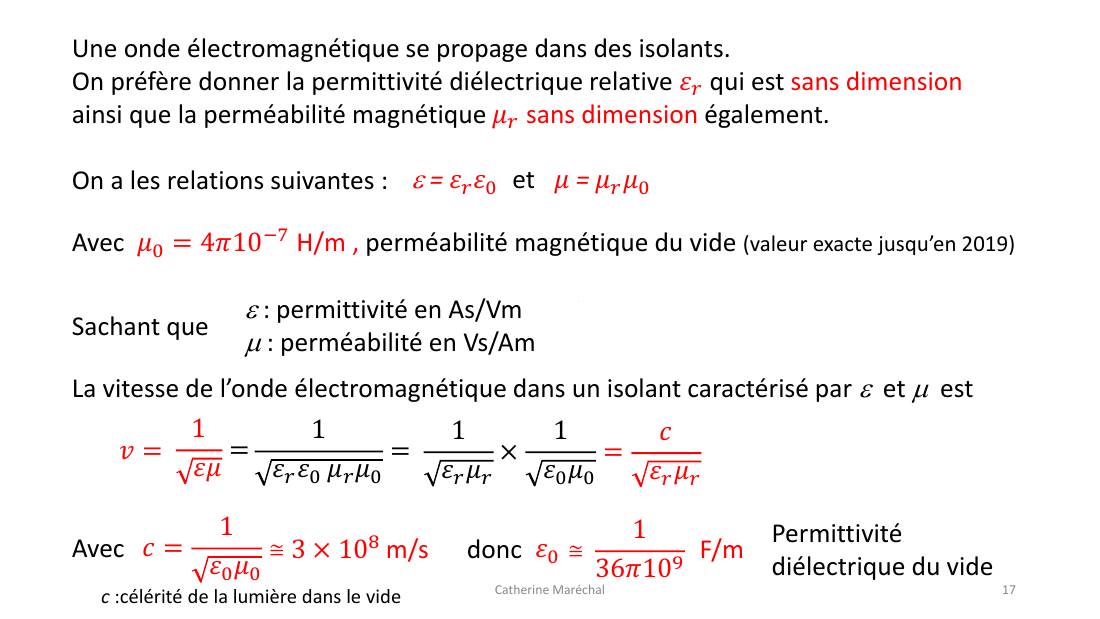 Une onde électromagnétique se propage dans des isolants.
On préfère donner la permittivité diélectrique relative εᵣ qui est sans dimension
ainsi que la perméabilité magnétique μᵣ sans dimension également.
On a les relations suivantes : ε = εᵣε₀ et μ = μᵣμ₀
Avec μ₀ = 4π10⁻⁷ H/m , perméabilité magnétique du vide (valeur exacte jusqu’en 2019)
Sachant que
ε : permittivité en As/Vm
μ : perméabilité en Vs/Am
La vitesse de l’onde électromagnétique dans un isolant caractérisé par ε et μ est
v = 1/√(εμ) = 1/√(εᵣε₀ μᵣμ₀) = 1/√(εᵣμᵣ) × 1/√(ε₀μ₀) = c/√(εᵣμᵣ)
Avec c = 1/√(ε₀μ₀) ≅ 3 × 10⁸ m/s donc ε₀ ≅ 1/(36π10⁹) F/m
Permittivité
diélectrique du vide
c :célérité de la lumière dans le vide
Catherine Maréchal
17